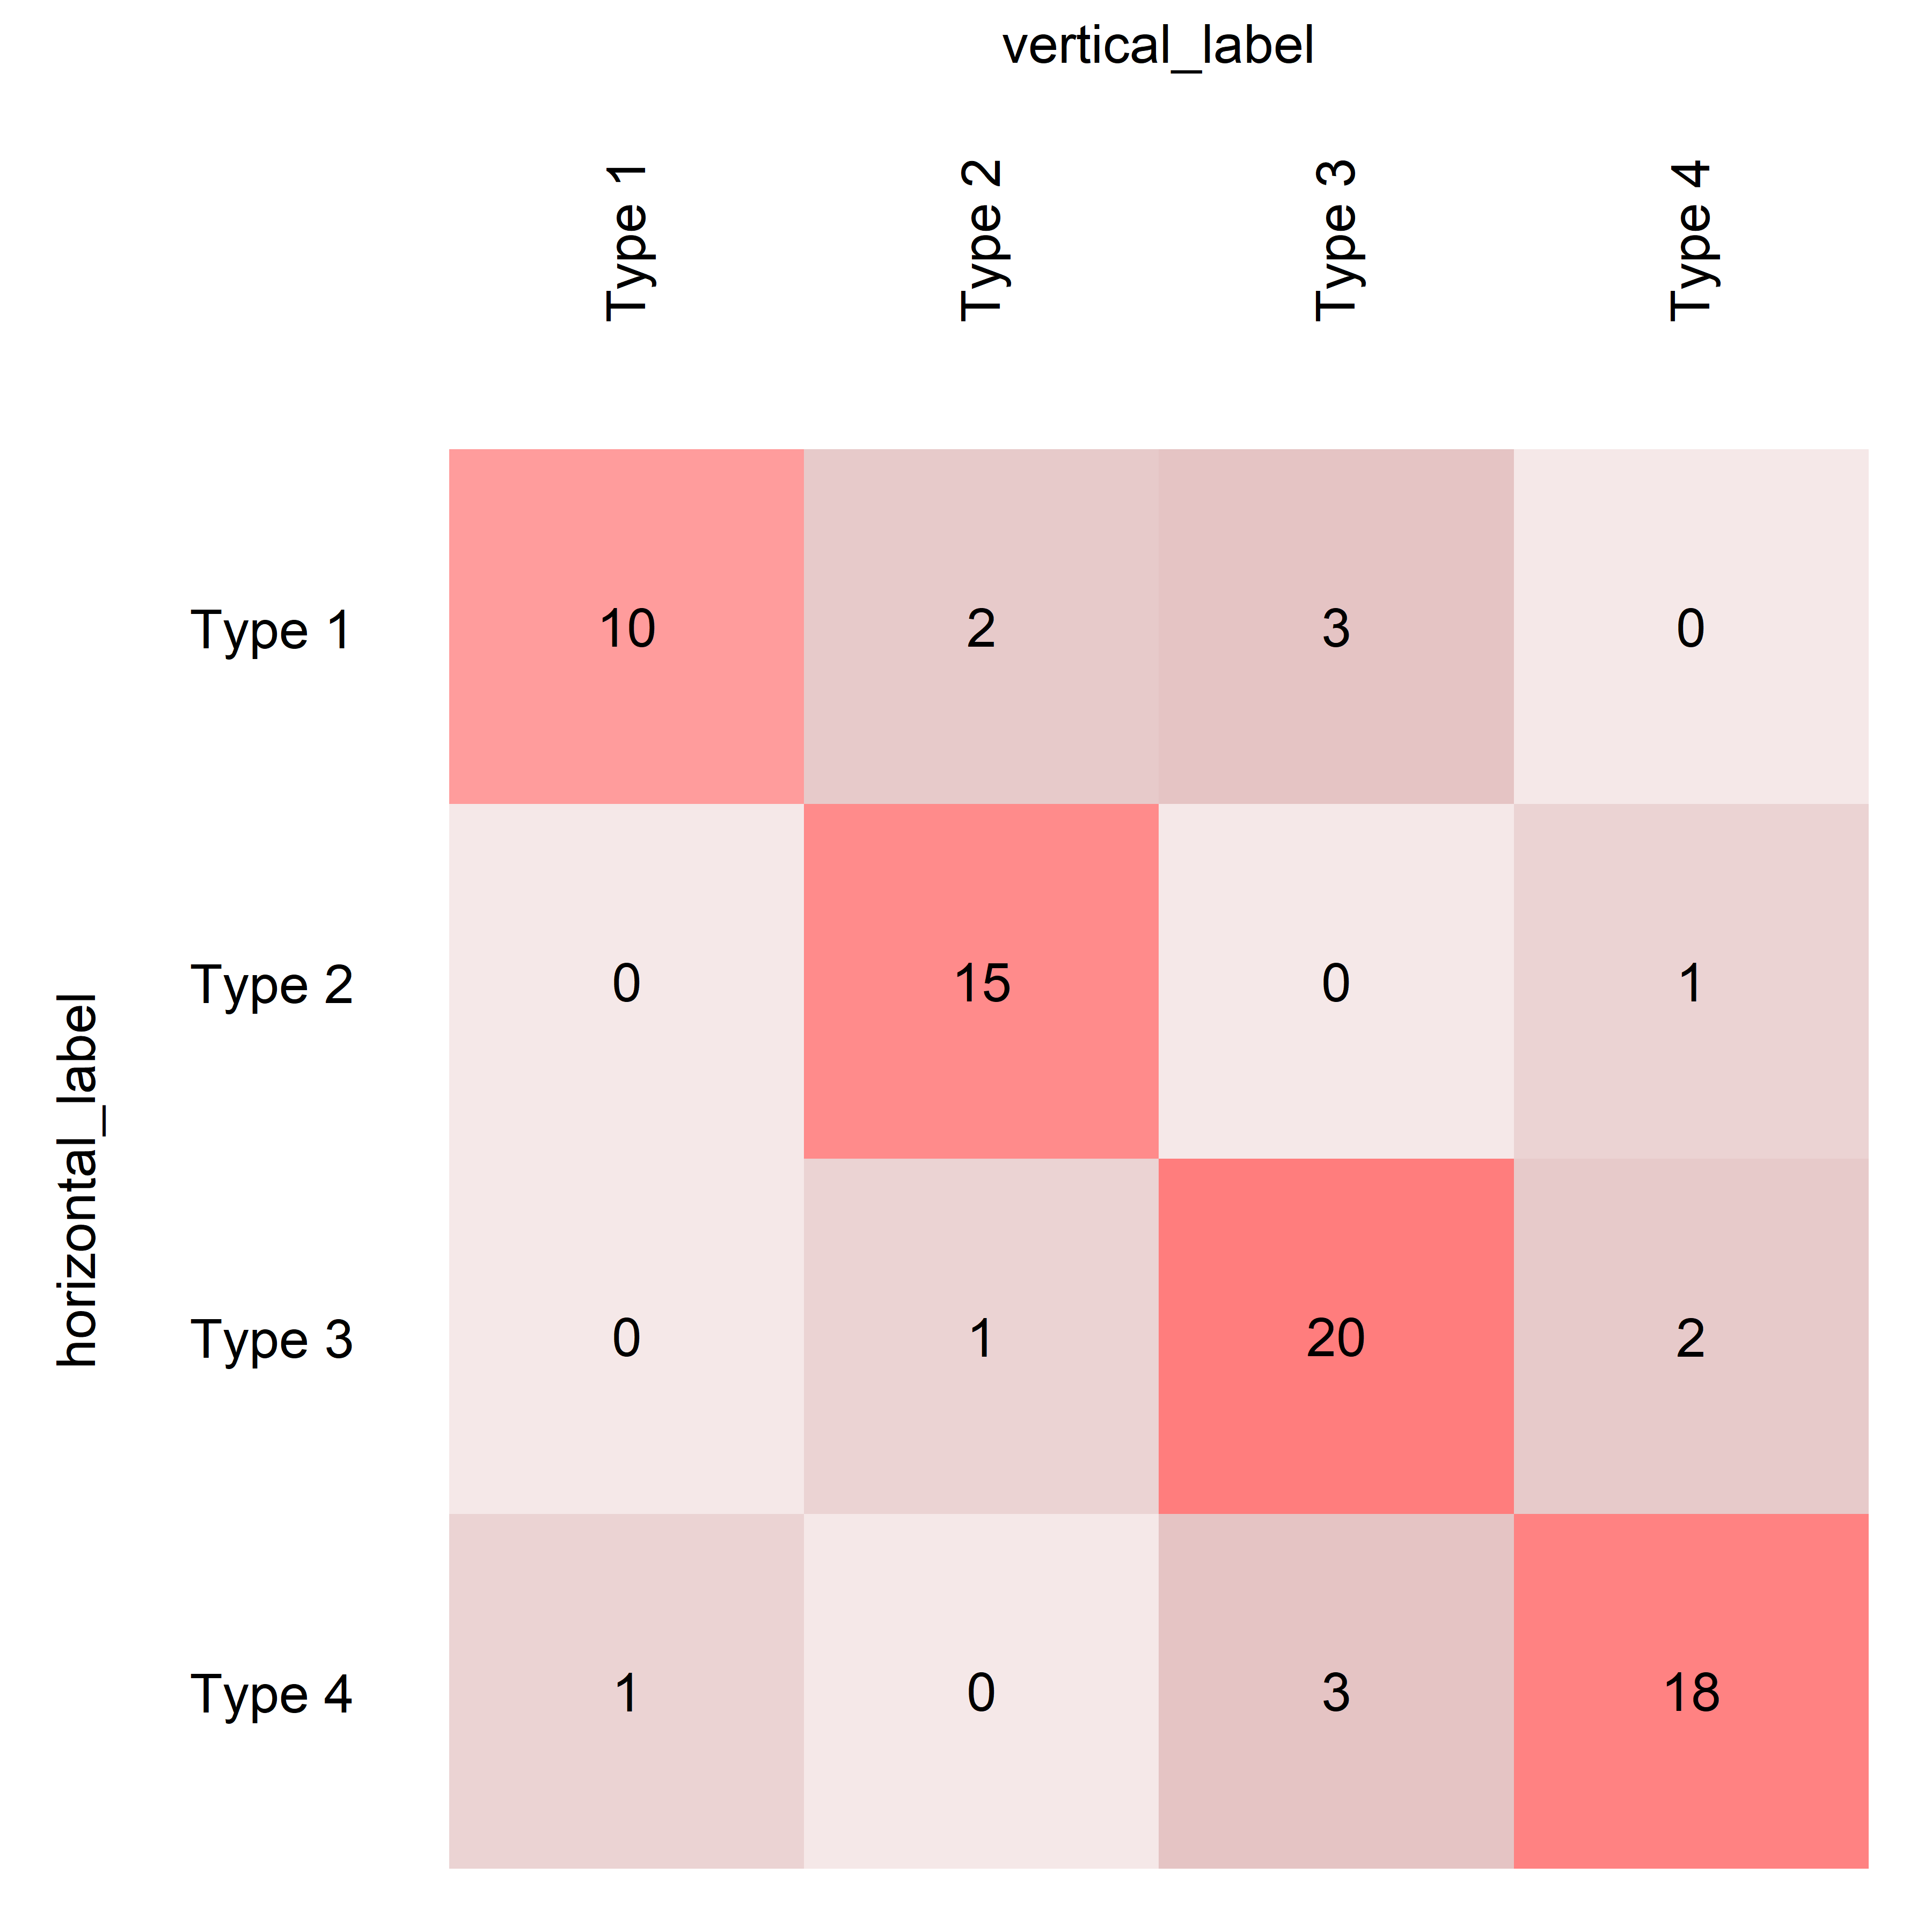 vertical_label
Type 1 Type 2 Type 3 Type 4
Type 1 10 2 3 0
Type 2 0 15 0 1
Type 3 0 1 20 2
Type 4 1 0 3 18
horizontal_label